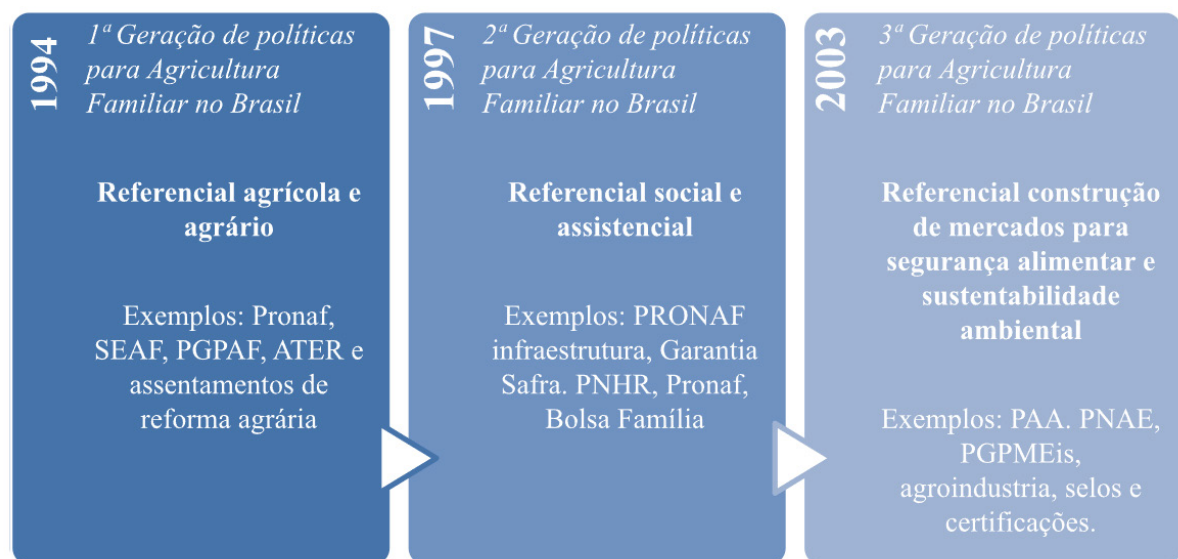 1994
1ª Geração de políticas
para Agricultura
Familiar no Brasil
Referencial agrícola e
agrário
Exemplos: Pronaf,
SEAF, PGPAF, ATER e
assentamentos de
reforma agrária
1997
2ª Geração de políticas
para Agricultura
Familiar no Brasil
Referencial social e
assistencial
Exemplos: PRONAF
infraestrutura, Garantia
Safra. PNHR, Pronaf,
Bolsa Família
2003
3ª Geração de políticas
para Agricultura
Familiar no Brasil
Referencial construção
de mercados para
segurança alimentar e
sustentabilidade
ambiental
Exemplos: PAA. PNAE,
PGPMEis,
agroindustria, selos e
certificações.